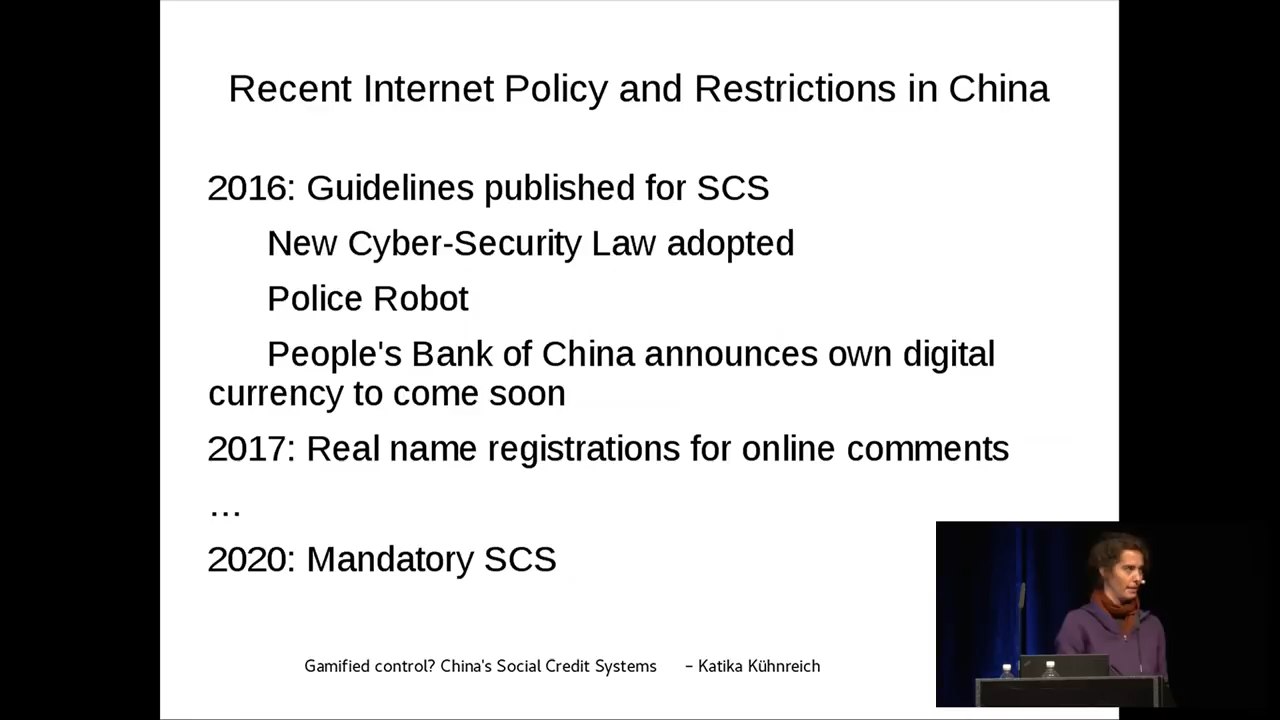 Recent Internet Policy and Restrictions in China
2016: Guidelines published for SCS
New Cyber-Security Law adopted
Police Robot
People's Bank of China announces own digital
currency to come soon
2017: Real name registrations for online comments
...
2020: Mandatory SCS
Gamified control? China's Social Credit Systems – Katika Kühnreich